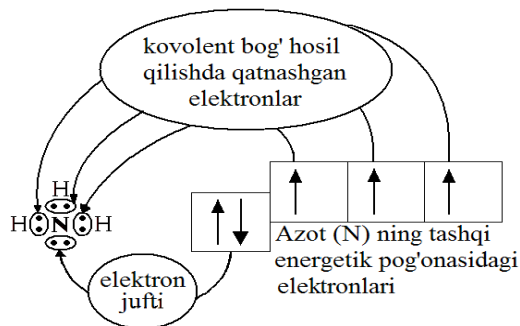 kovolent bog' hosil
qilishda qatnashgan
elektronlar
H
H N H
Azot (N) ning tashqi
energetik pog'onasidagi
elektronlari
elektron
jufti